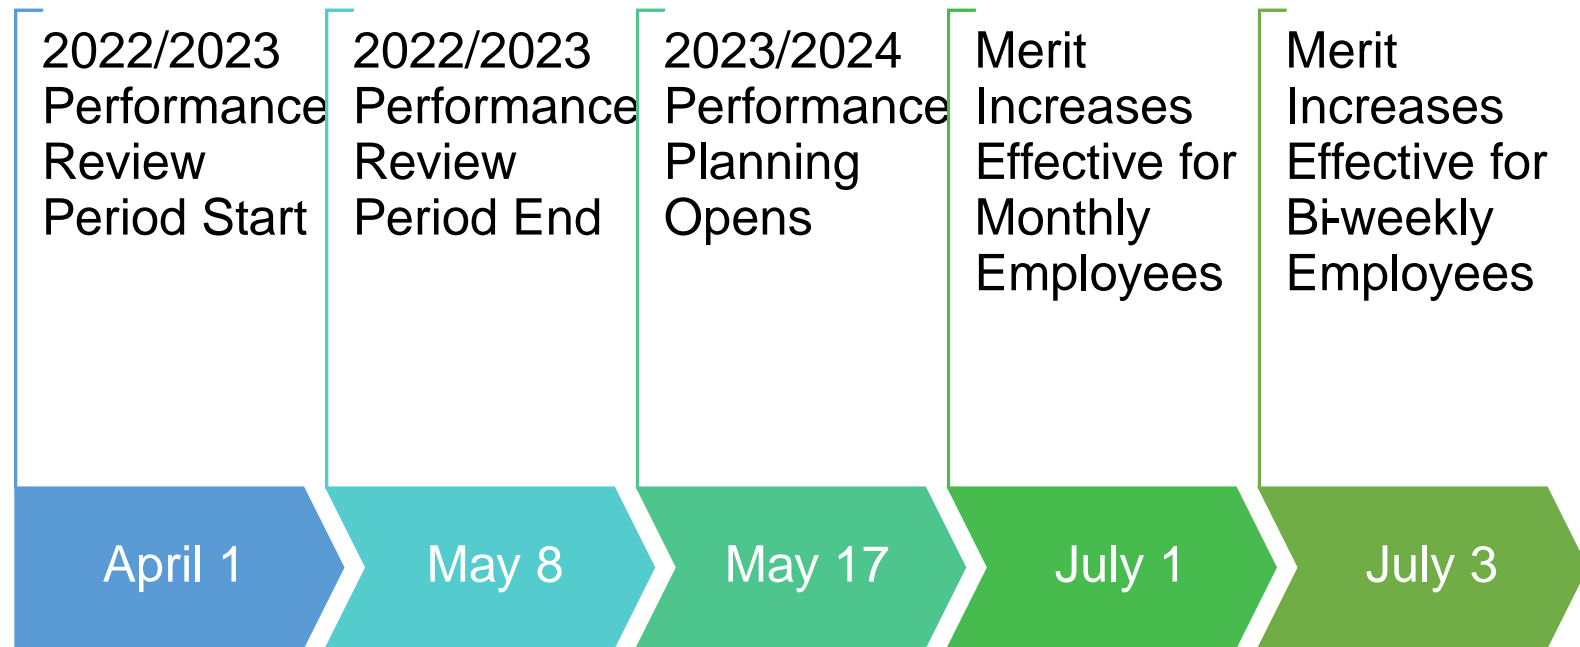 2022/2023
Performance
Review
Period Start
2022/2023
Performance
Review
Period End
2023/2024
Performance
Planning
Opens
Merit
Increases
Effective for
Monthly
Employees
Merit
Increases
Effective for
Bi-weekly
Employees
April 1
May 8
May 17
July 1
July 3